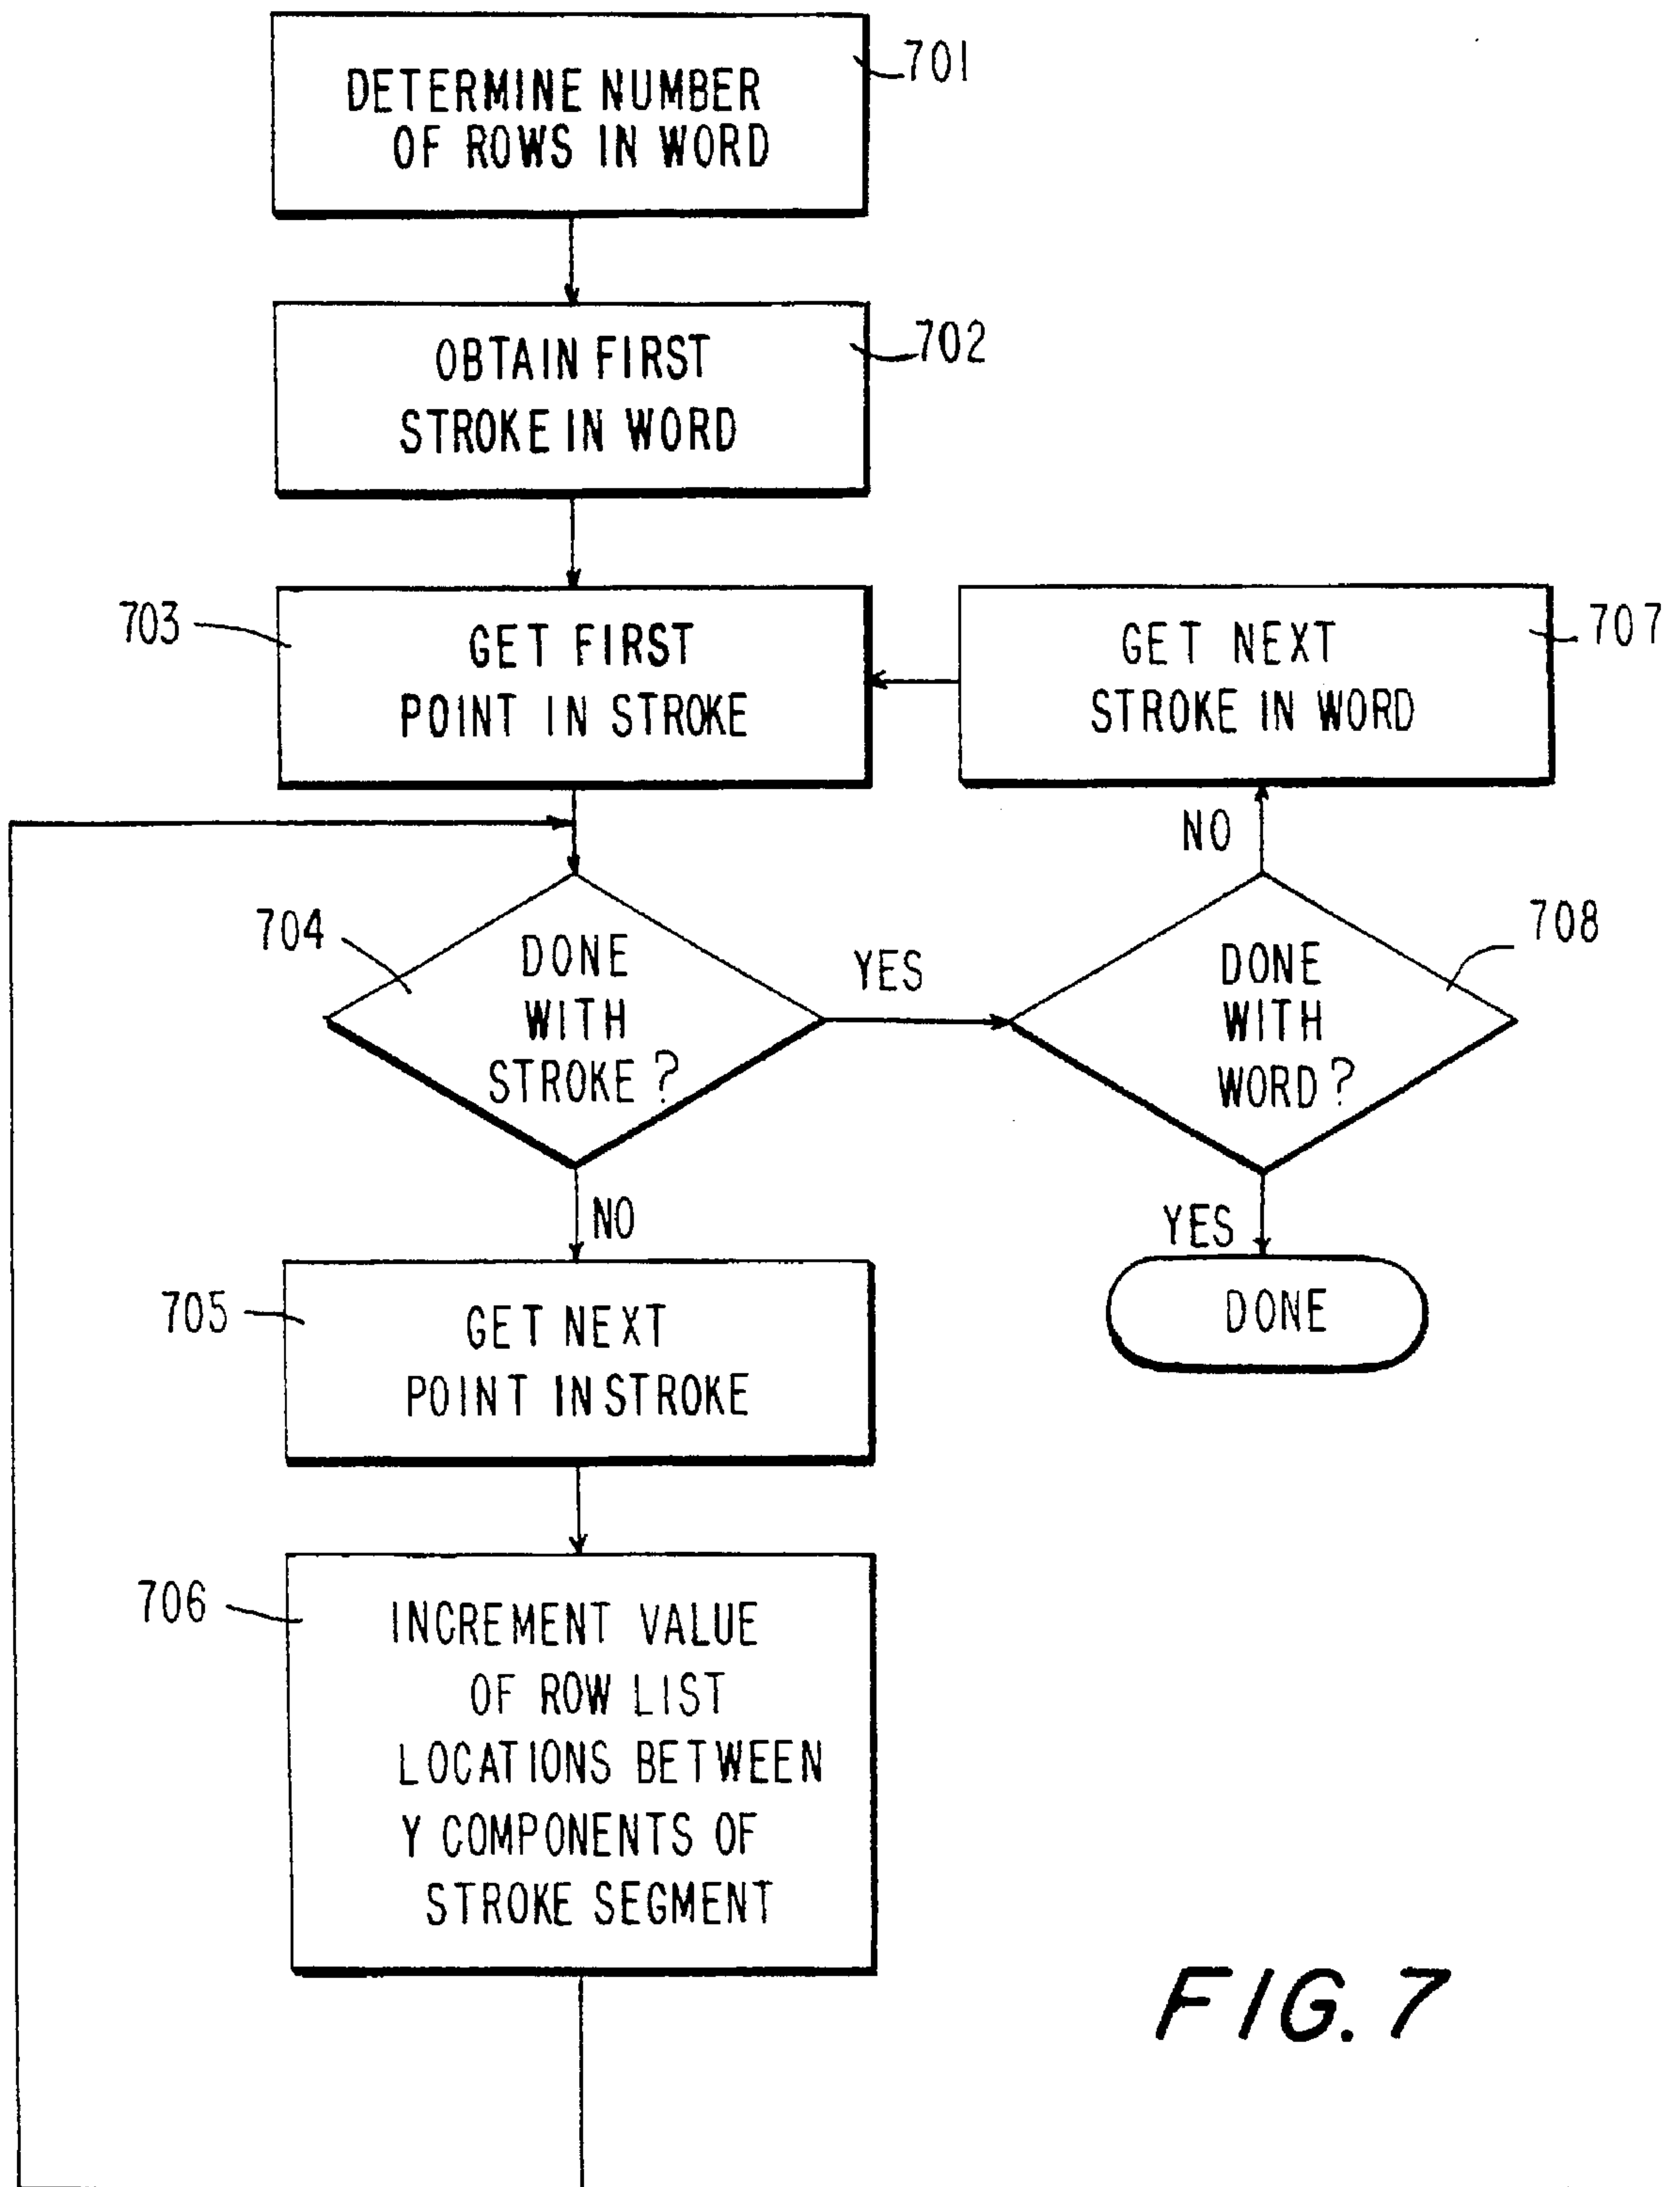 DETERMINE NUMBER
OF ROWS IN WORD
701
OBTAIN FIRST
STROKE IN WORD
702
703
GET FIRST
POINT IN STROKE
GET NEXT
STROKE IN WORD
707
NO
704
DONE
WITH
STROKE?
YES
DONE
WITH
WORD?
708
NO
YES
705
GET NEXT
POINT IN STROKE
DONE
706
INCREMENT VALUE
OF ROW LIST
LOCATIONS BETWEEN
Y COMPONENTS OF
STROKE SEGMENT
FIG. 7